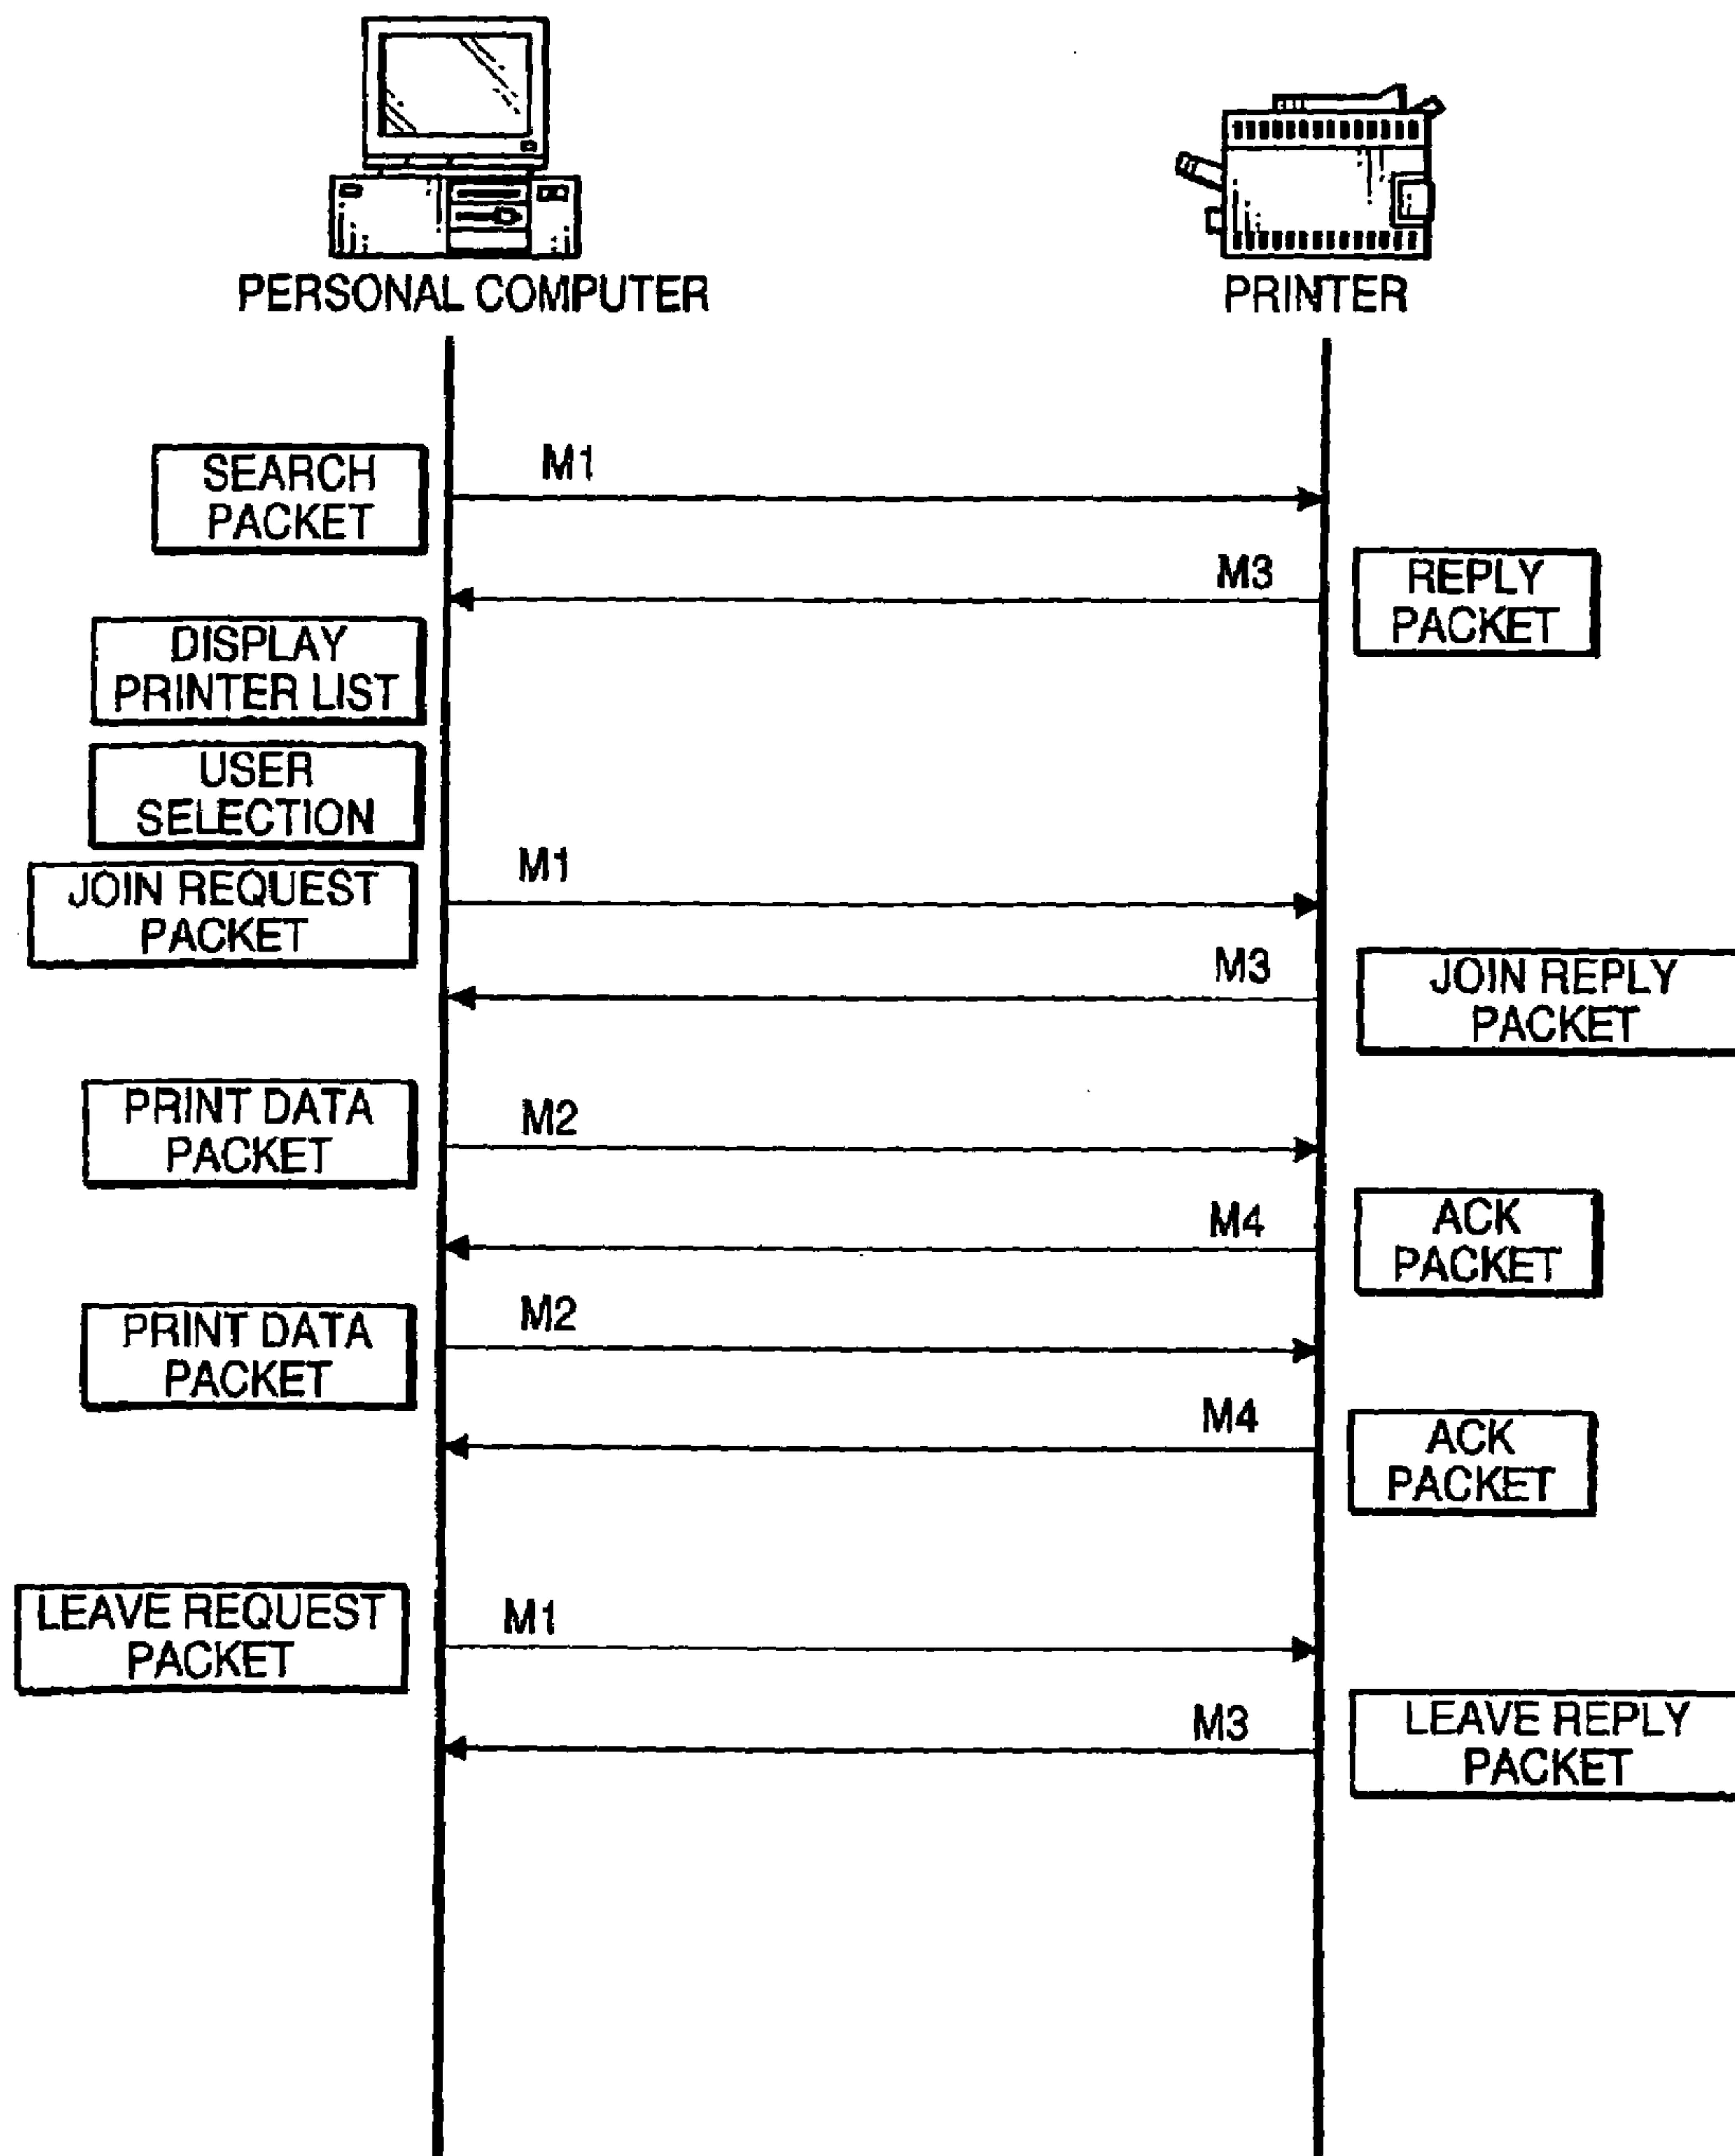 PERSONAL COMPUTER
PRINTER
SEARCH
PACKET
M1
M3
REPLY
PACKET
DISPLAY
PRINTER LIST
USER
SELECTION
JOIN REQUEST
PACKET
M1
M3
JOIN REPLY
PACKET
PRINT DATA
PACKET
M2
M4
ACK
PACKET
PRINT DATA
PACKET
M2
M4
ACK
PACKET
LEAVE REQUEST
PACKET
M1
M3
LEAVE REPLY
PACKET